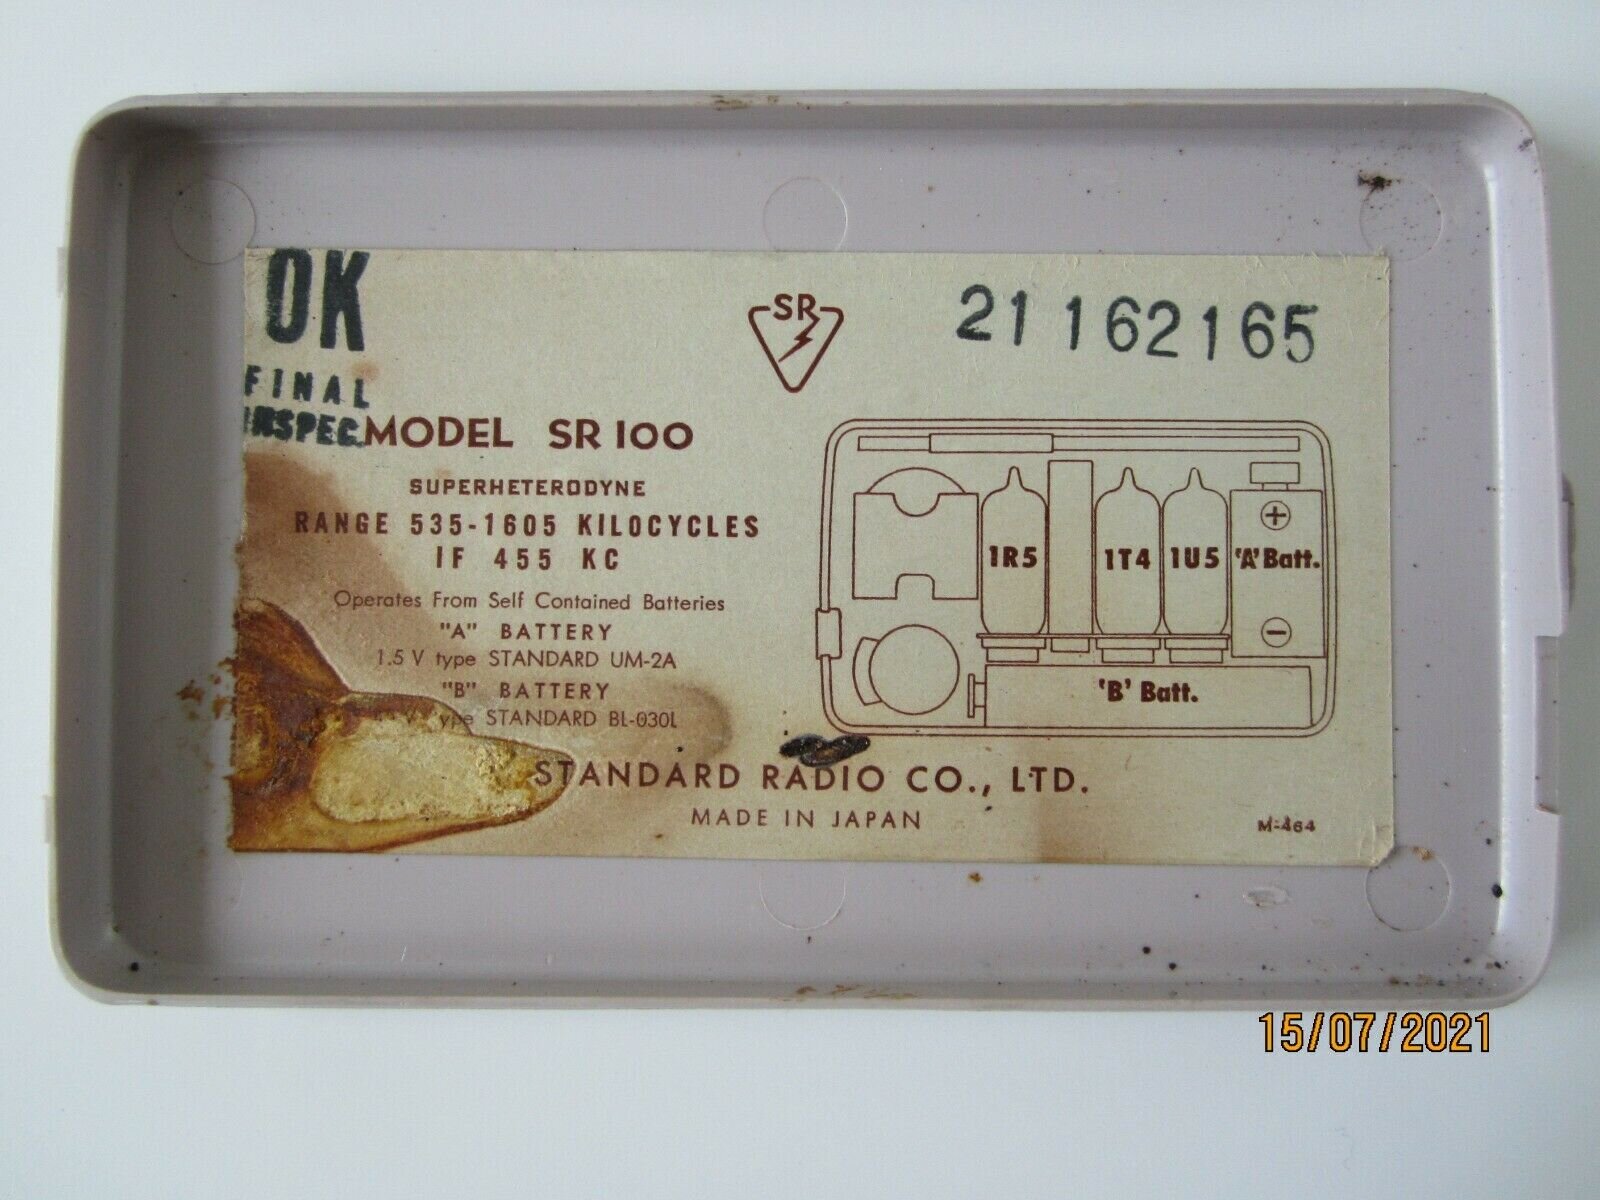 OK
FINAL
INSPEC.
SR
21 162165
MODEL SR 100
SUPERHETERODYNE
RANGE 535-1605 KILOCYCLES
IF 455 KC
Operates From Self Contained Batteries
"A" BATTERY
1.5 V type STANDARD UM-2A
"B" BATTERY
V type STANDARD BL-030L
1R5
1T4
1U5
'A' Batt.
+
−
'B' Batt.
STANDARD RADIO CO., LTD.
MADE IN JAPAN
M-464
15/07/2021